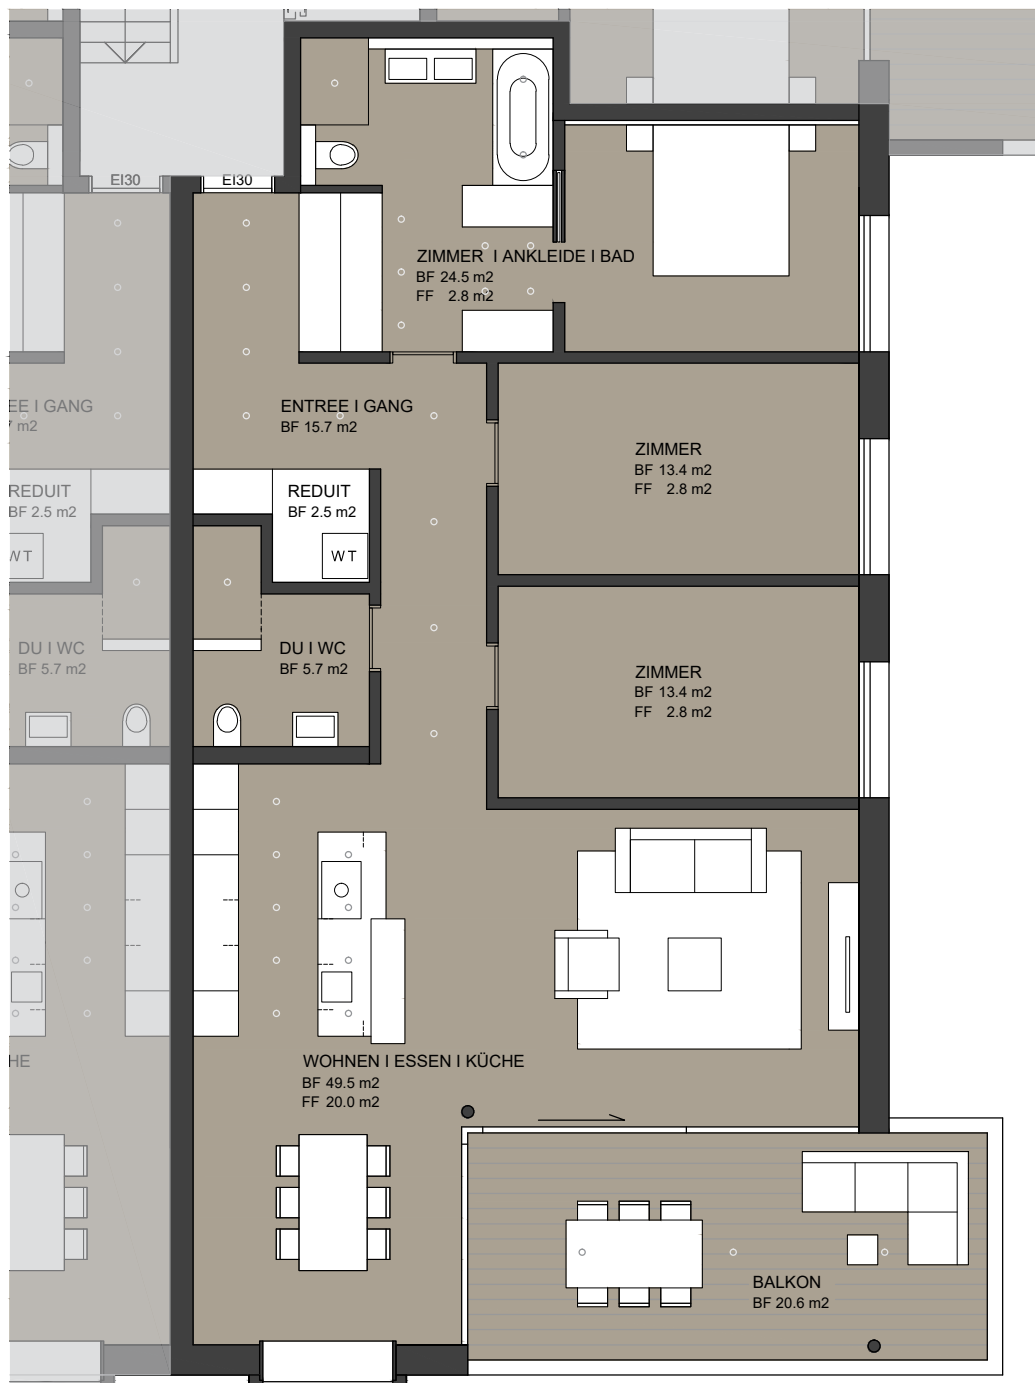 EI30
EI30
ZIMMER I ANKLEIDE I BAD
BF 24.5 m2
FF 2.8 m2
EE I GANG
7 m2
ENTREE I GANG
BF 15.7 m2
ZIMMER
BF 13.4 m2
FF 2.8 m2
REDUIT
BF 2.5 m2
WT
REDUIT
BF 2.5 m2
WT
DU I WC
BF 5.7 m2
DU I WC
BF 5.7 m2
ZIMMER
BF 13.4 m2
FF 2.8 m2
HE
WOHNEN I ESSEN I KÜCHE
BF 49.5 m2
FF 20.0 m2
BALKON
BF 20.6 m2